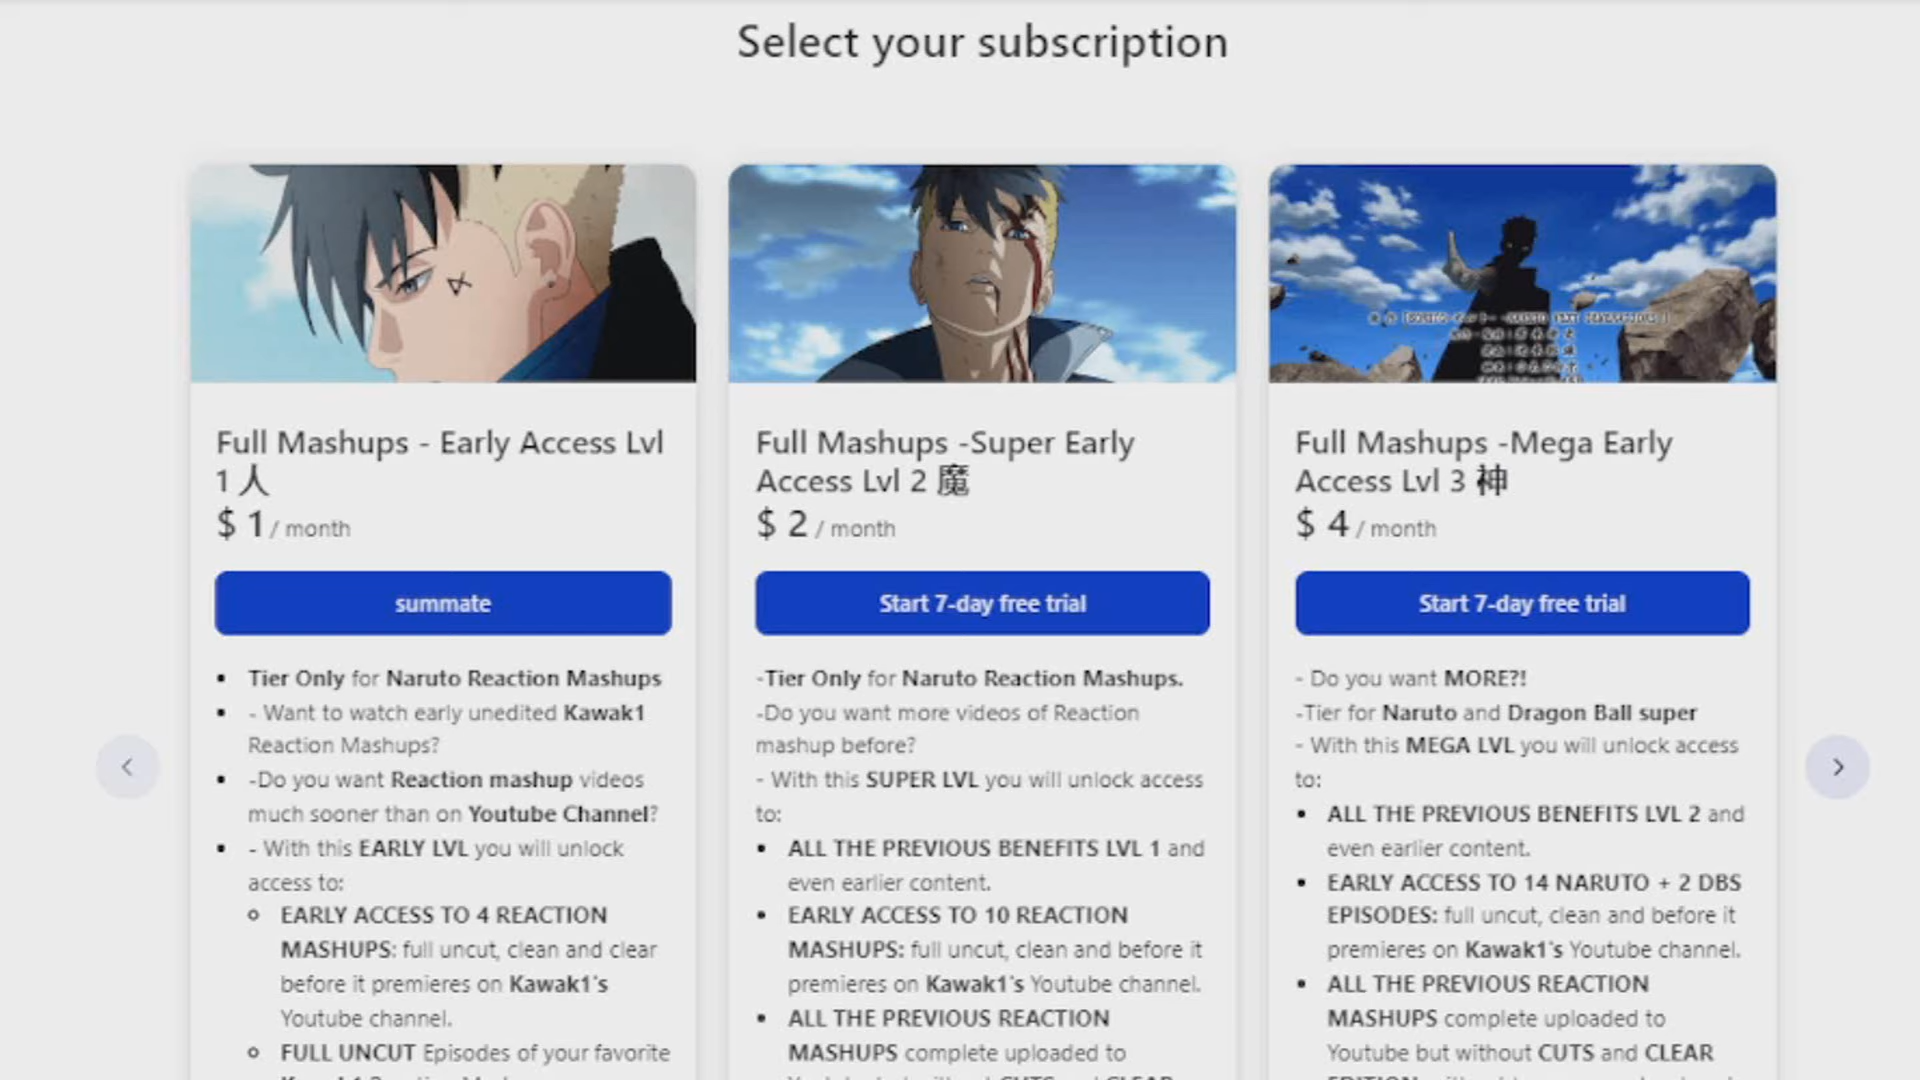 Select your subscription
Full Mashups - Early Access Lvl
1 人
$ 1 / month
summate
• Tier Only for Naruto Reaction Mashups
• - Want to watch early unedited Kawak1
Reaction Mashups?
• -Do you want Reaction mashup videos
much sooner than on Youtube Channel?
• - With this EARLY LVL you will unlock
access to:
EARLY ACCESS TO 4 REACTION
MASHUPS: full uncut, clean and clear
before it premieres on Kawak1's
Youtube channel.
FULL UNCUT Episodes of your favorite
Full Mashups -Super Early
Access Lvl 2 魔
$ 2 / month
Start 7-day free trial
-Tier Only for Naruto Reaction Mashups.
-Do you want more videos of Reaction
mashup before?
- With this SUPER LVL you will unlock access
to:
• ALL THE PREVIOUS BENEFITS LVL 1 and
even earlier content.
• EARLY ACCESS TO 10 REACTION
MASHUPS: full uncut, clean and before it
premieres on Kawak1's Youtube channel.
• ALL THE PREVIOUS REACTION
MASHUPS complete uploaded to
Full Mashups -Mega Early
Access Lvl 3 神
$ 4 / month
Start 7-day free trial
- Do you want MORE?!
-Tier for Naruto and Dragon Ball super
- With this MEGA LVL you will unlock access
to:
• ALL THE PREVIOUS BENEFITS LVL 2 and
even earlier content.
• EARLY ACCESS TO 14 NARUTO + 2 DBS
EPISODES: full uncut, clean and before it
premieres on Kawak1's Youtube channel.
• ALL THE PREVIOUS REACTION
MASHUPS complete uploaded to
Youtube but without CUTS and CLEAR